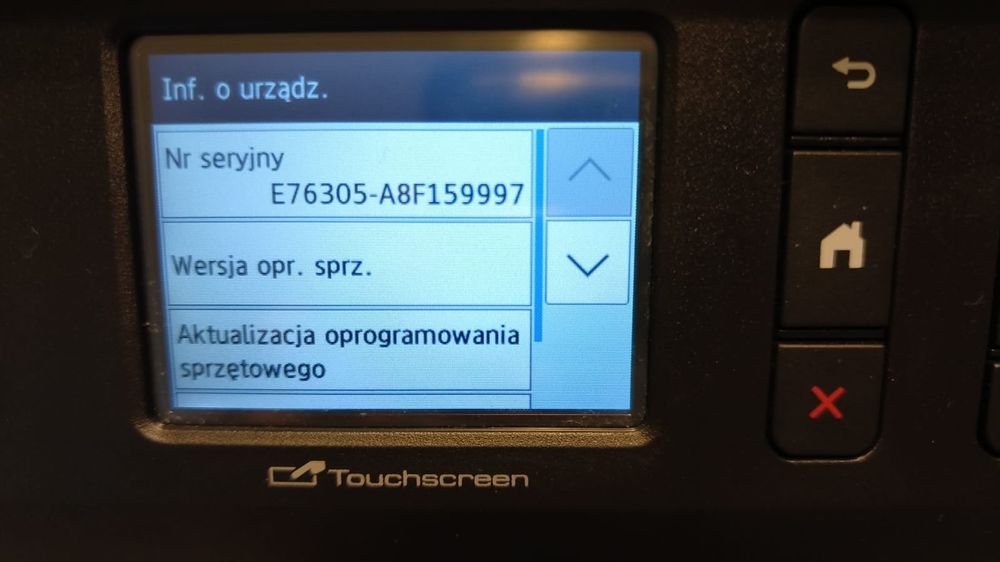 Inf. o urządz.
Nr seryjny
E76305-A8F159997
Wersja opr. sprz.
Aktualizacja oprogramowania
sprzętowego
Touchscreen